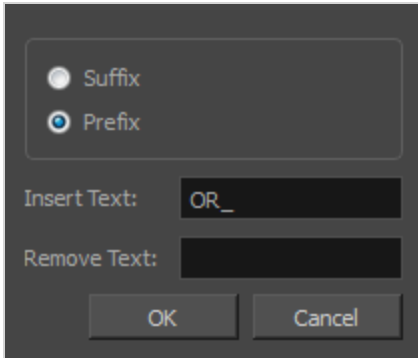 Suffix
Prefix
Insert Text: OR_
Remove Text:
OK Cancel